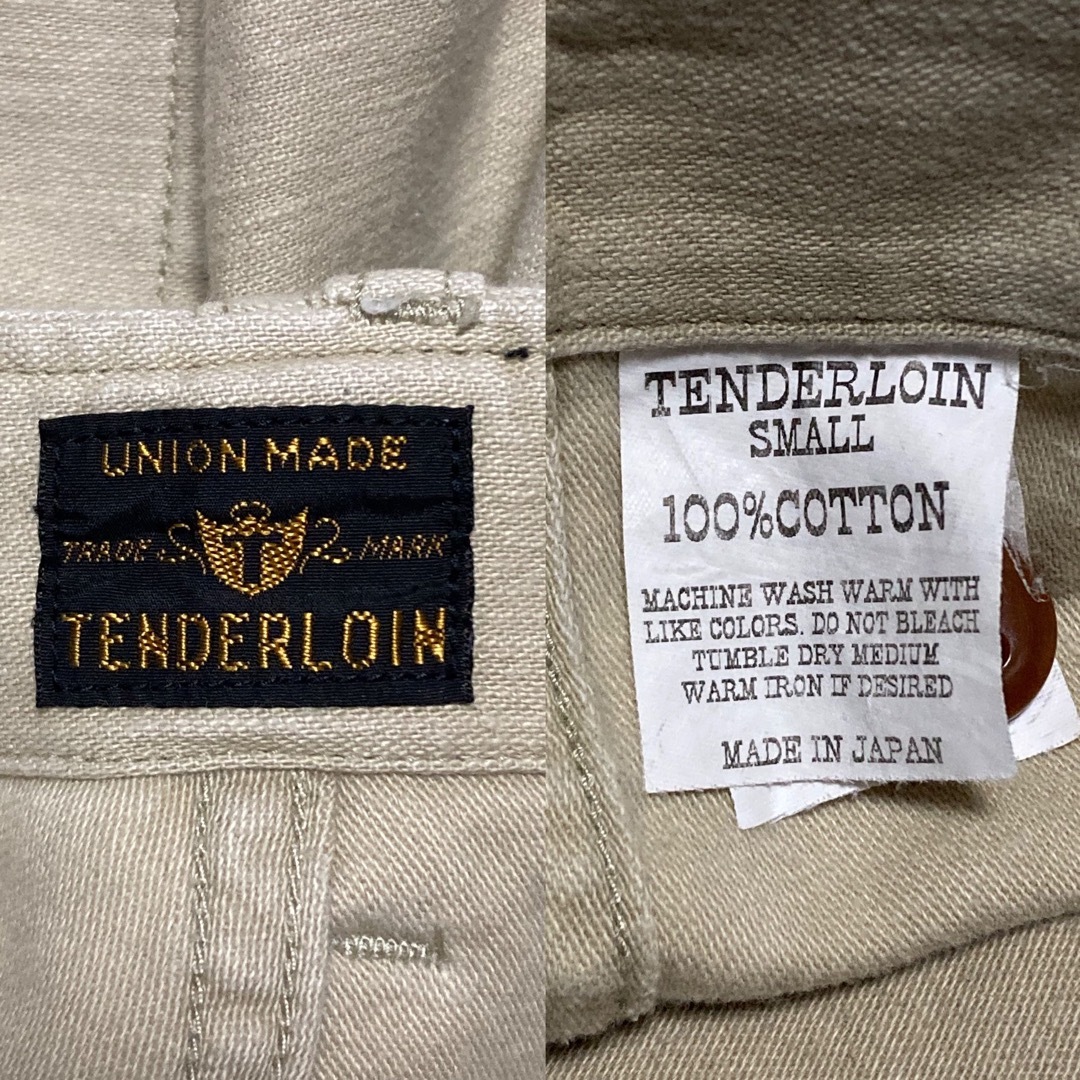 UNION MADE
TRADE MARK
T
TENDERLOIN
TENDERLOIN
SMALL
100%COTTON
MACHINE WASH WARM WITH
LIKE COLORS. DO NOT BLEACH
TUMBLE DRY MEDIUM
WARM IRON IF DESIRED
MADE IN JAPAN